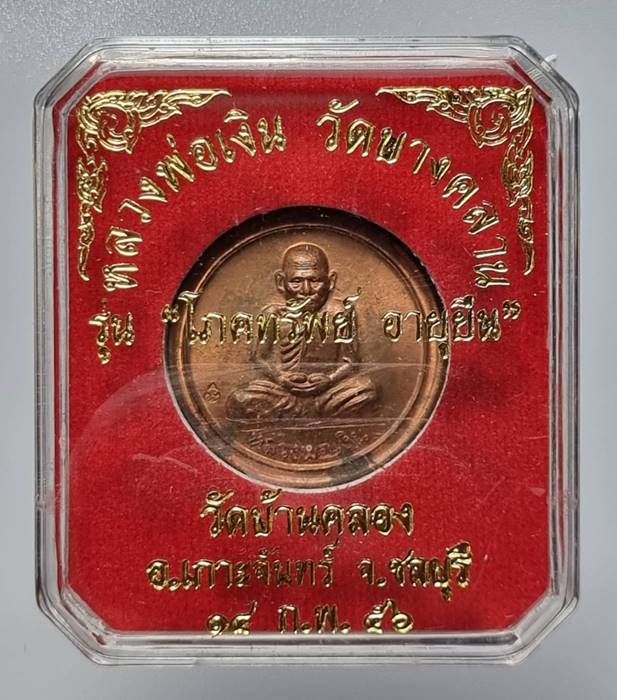 หลวงพ่อเงิน วัดบางคลาน
รุ่น "โภคทรัพย์ อายุยืน"
หลวงพ่อเงิน
วัดบ้านคลอง
อ.เกาะจันทร์ จ.ชลบุรี
๑๕ ก.พ. ๕๖